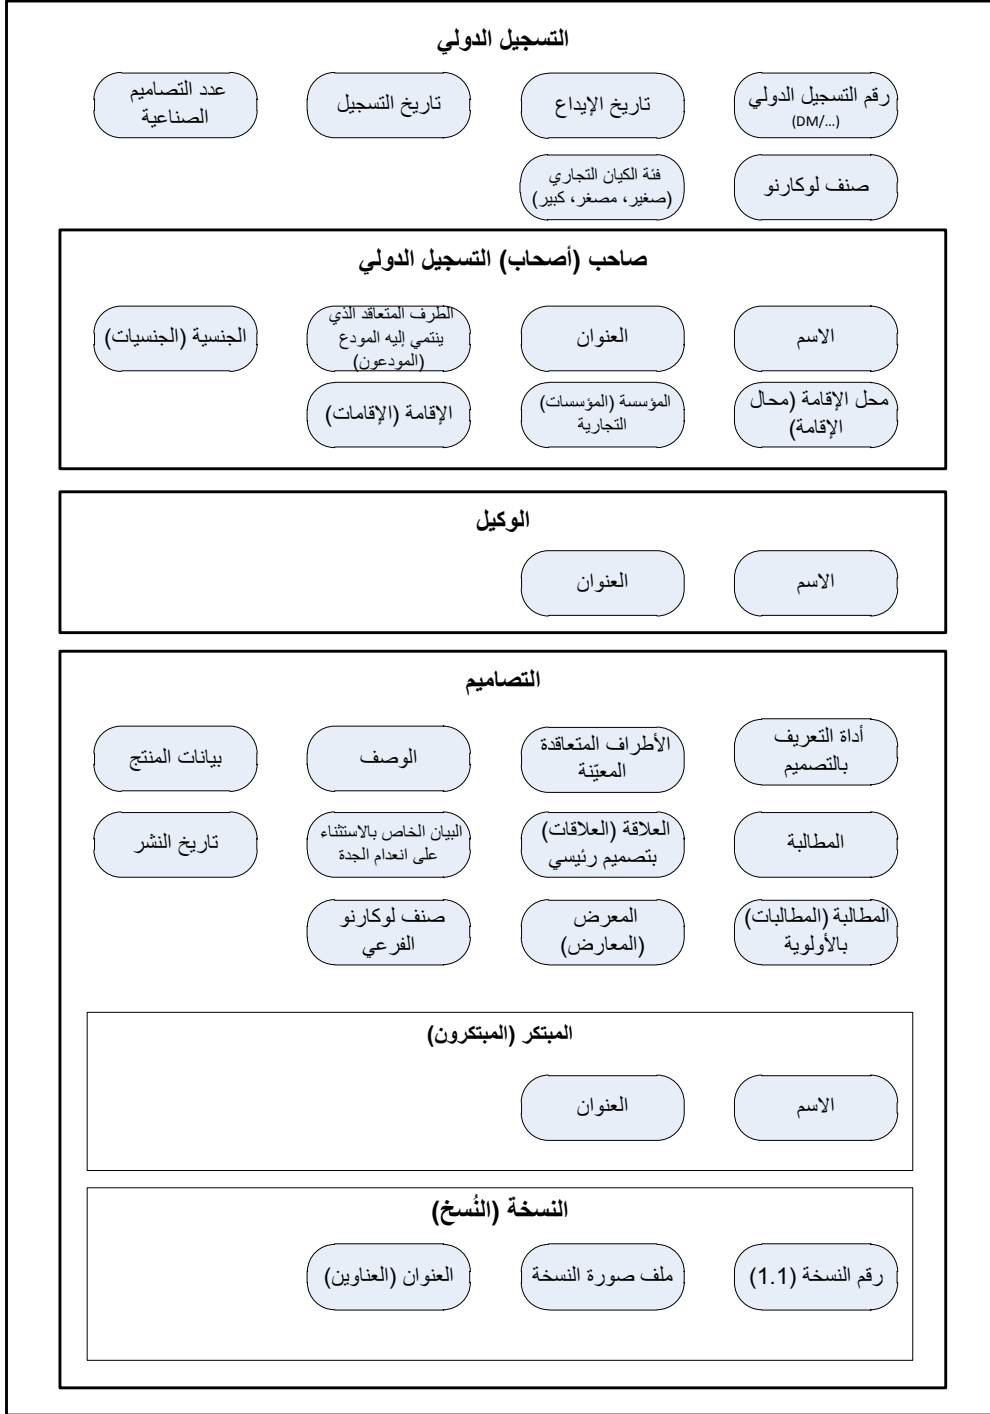 التسجيل الدولي
رقم التسجيل الدولي
(DM/...)
تاريخ الإيداع
تاريخ التسجيل
عدد التصاميم
الصناعية
صنف لوكارنو
فئة الكيان التجاري
(صغير، مصغر، كبير)
صاحب (أصحاب) التسجيل الدولي
الاسم
العنوان
الطرف المتعاقد الذي
ينتمي إليه المودع
(المودعون)
الجنسية (الجنسيات)
محل الإقامة (محال
الإقامة)
المؤسسة (المؤسسات)
التجارية
الإقامة (الإقامات)
الوكيل
الاسم
العنوان
التصاميم
أداة التعريف
بالتصميم
الأطراف المتعاقدة
المعيّنة
الوصف
بيانات المنتج
المطالبة
العلاقة (العلاقات)
بتصميم رئيسي
البيان الخاص بالاستثناء
على انعدام الجدة
تاريخ النشر
المطالبة (المطالبات)
بالأولوية
المعرض
(المعارض)
صنف لوكارنو
الفرعي
المبتكر (المبتكرون)
الاسم
العنوان
النسخة (النُسخ)
رقم النسخة (1.1)
ملف صورة النسخة
العنوان (العناوين)